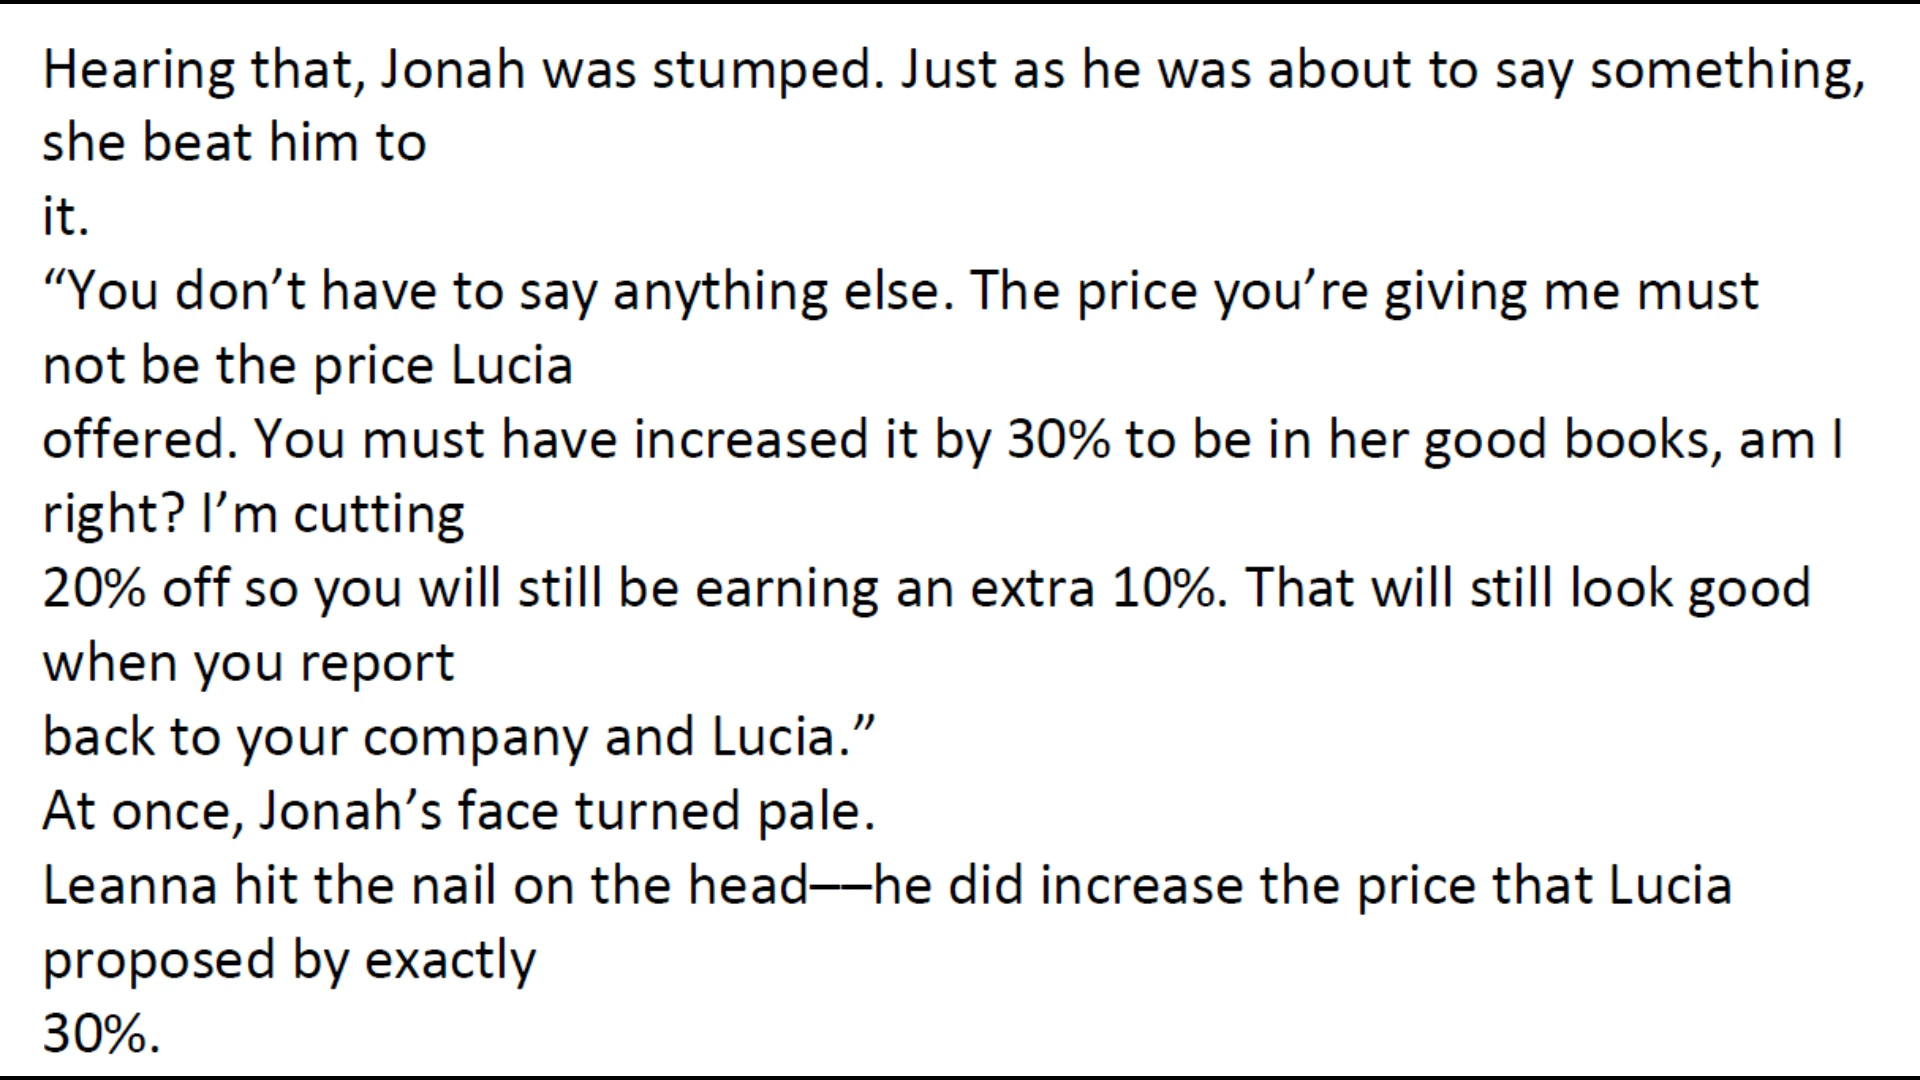 Hearing that, Jonah was stumped. Just as he was about to say something,
she beat him to
it.
“You don’t have to say anything else. The price you’re giving me must
not be the price Lucia
offered. You must have increased it by 30% to be in her good books, am I
right? I’m cutting
20% off so you will still be earning an extra 10%. That will still look good
when you report
back to your company and Lucia.”
At once, Jonah’s face turned pale.
Leanna hit the nail on the head——he did increase the price that Lucia
proposed by exactly
30%.